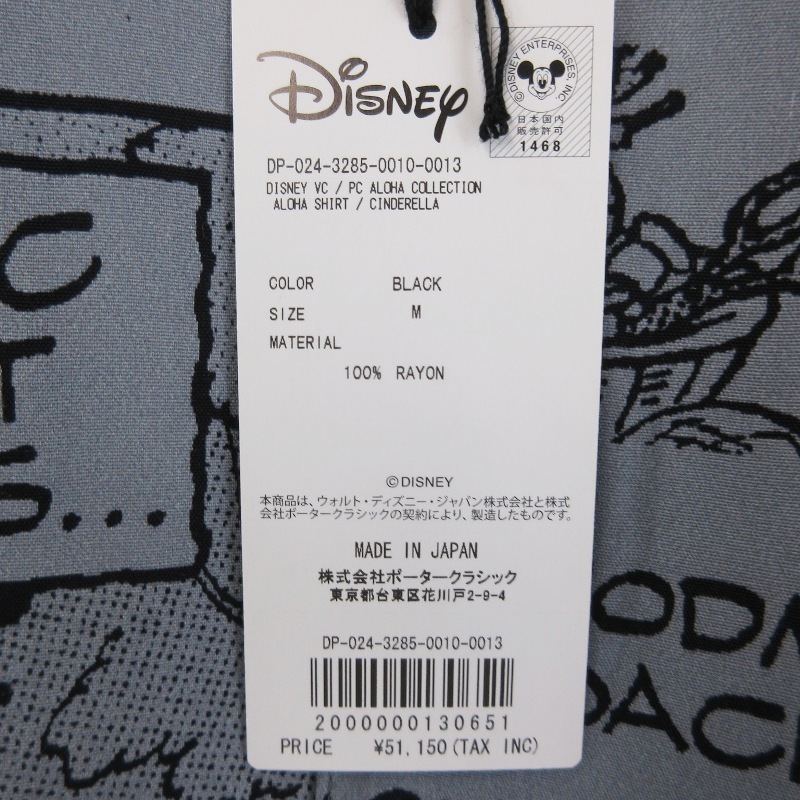 DISNEY
©DISNEY ENTERPRISES, INC.
日本国内
販売許可
1468
DP-024-3285-0010-0013
DISNEY VC / PC ALOHA COLLECTION
ALOHA SHIRT / CINDERELLA
COLOR BLACK
SIZE M
MATERIAL
100% RAYON
©DISNEY
本商品は、ウォルト・ディズニー・ジャパン株式会社と株式
会社ポータークラシックの契約により、製造したものです。
MADE IN JAPAN
株式会社ポータークラシック
東京都台東区花川戸2-9-4
DP-024-3285-0010-0013
2000000130651
PRICE ¥51,150(TAX INC)
C
T
...